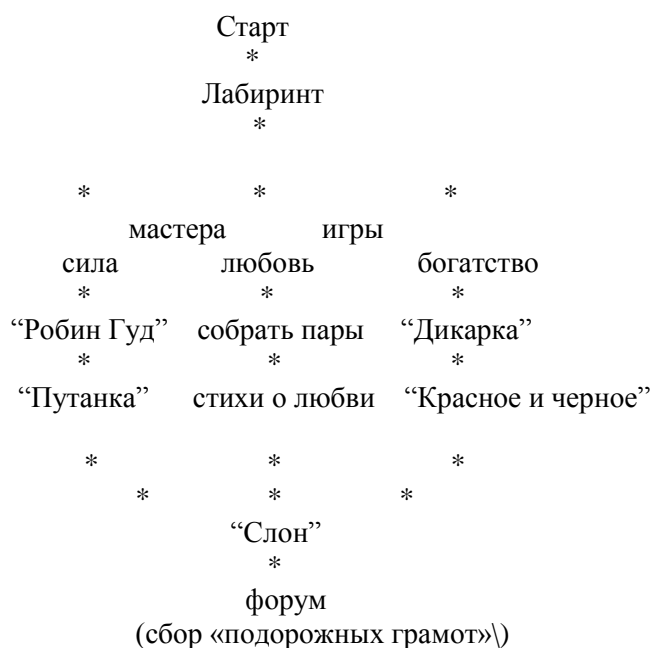 Старт
*
Лабиринт
*
* * *
мастера игры
сила любовь богатство
* * *
“Робин Гуд” собрать пары “Дикарка”
* * *
“Путанка” стихи о любви “Красное и черное”
* * *
* * *
“Слон”
*
форум
(сбор «подорожных грамот»\)